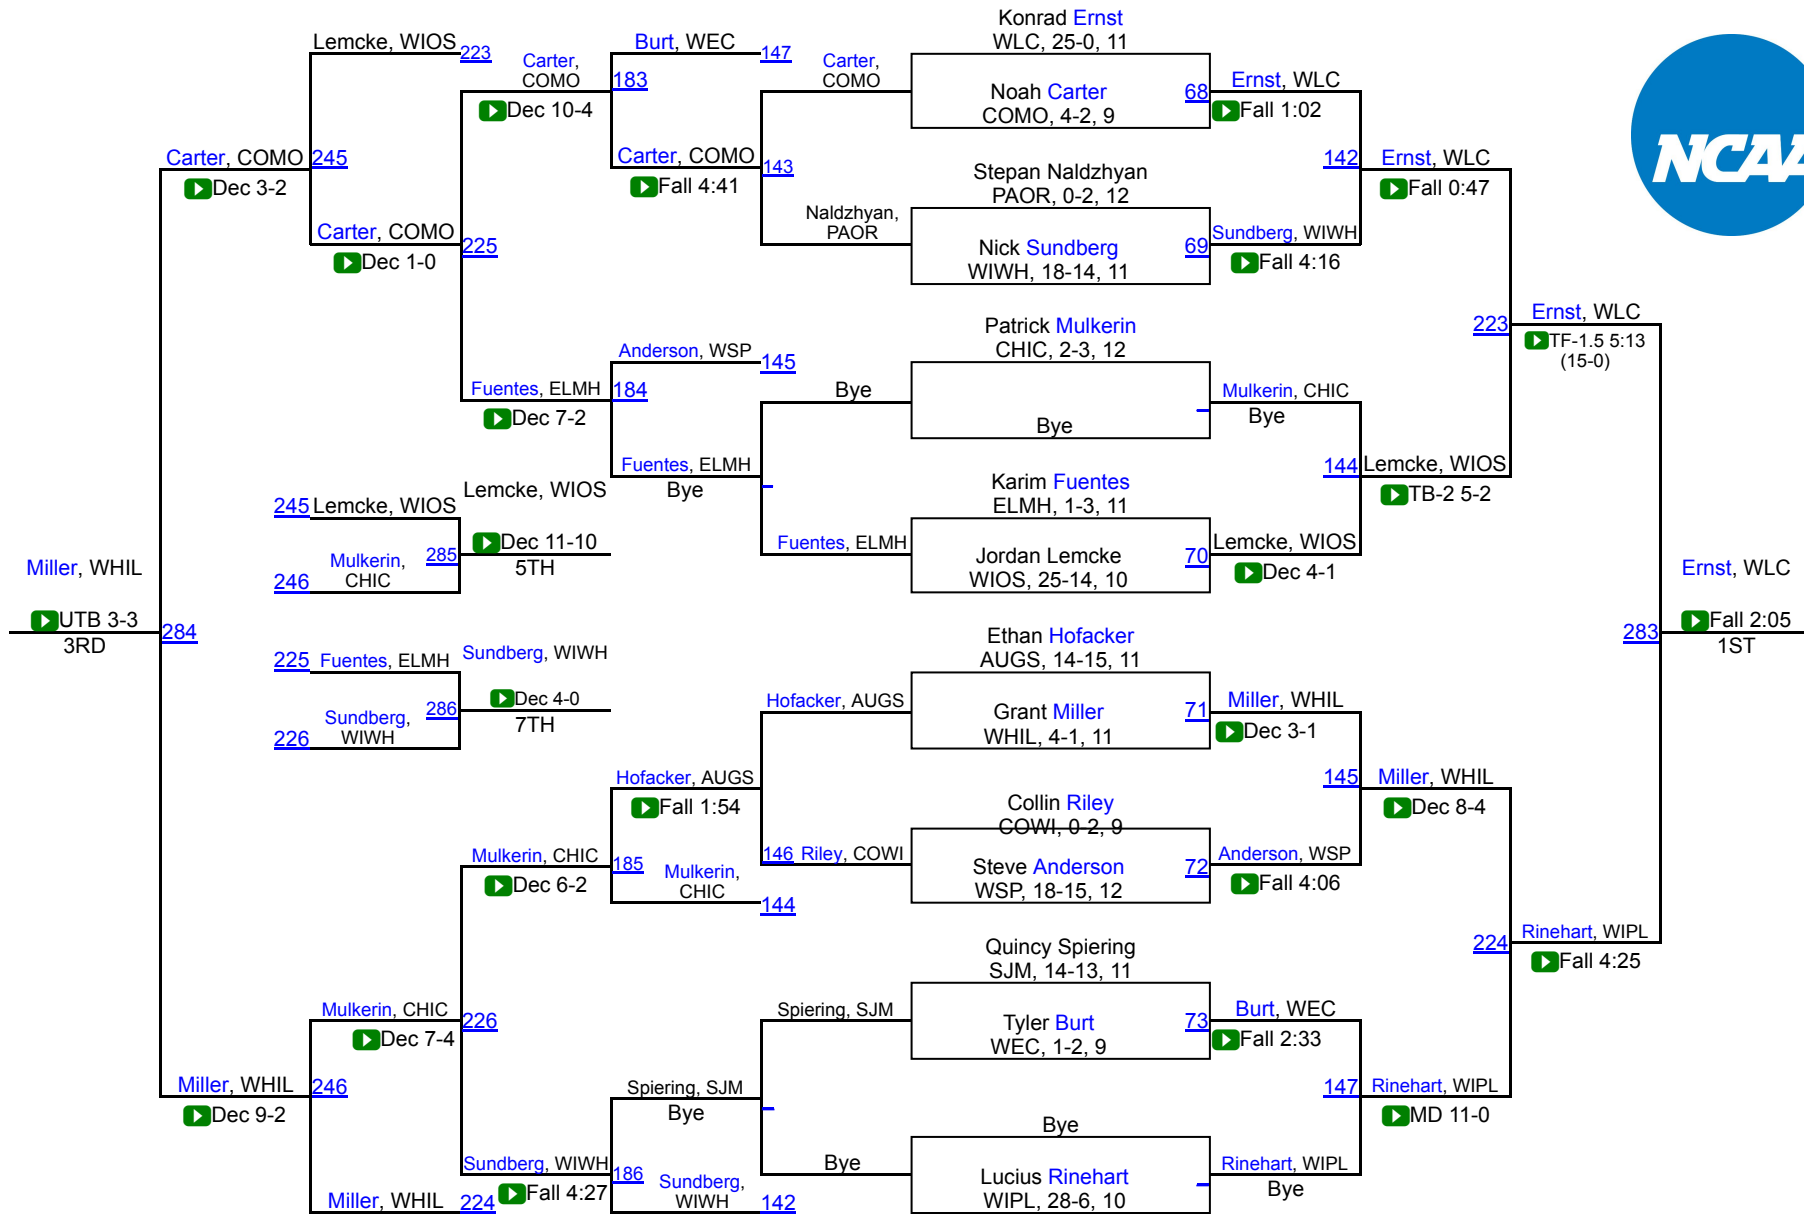 Konrad Ernst
WLC, 25-0, 11
Noah Carter
COMO, 4-2, 9
68
Stepan Naldzhyan
PAOR, 0-2, 12
Nick Sundberg
WIWH, 18-14, 11
69
Patrick Mulkerin
CHIC, 2-3, 12
Bye
Karim Fuentes
ELMH, 1-3, 11
Jordan Lemcke
WIOS, 25-14, 10
70
Ethan Hofacker
AUGS, 14-15, 11
Grant Miller
WHIL, 4-1, 11
71
Collin Riley
COWI, 0-2, 9
Steve Anderson
WSP, 18-15, 12
72
Quincy Spiering
SJM, 14-13, 11
Tyler Burt
WEC, 1-2, 9
73
Bye
Lucius Rinehart
WIPL, 28-6, 10
Ernst, WLC
Fall 1:02
142
Sundberg, WIWH
Fall 4:16
Mulkerin, CHIC
Bye
144
Lemcke, WIOS
Dec 4-1
Miller, WHIL
Dec 3-1
145
Anderson, WSP
Fall 4:06
Burt, WEC
Fall 2:33
147
Rinehart, WIPL
Bye
Ernst, WLC
Fall 0:47
223
Lemcke, WIOS
TB-2 5-2
Miller, WHIL
Dec 8-4
224
Rinehart, WIPL
MD 11-0
Ernst, WLC
TF-1.5 5:13
(15-0)
283
Rinehart, WIPL
Fall 4:25
Ernst, WLC
Fall 2:05
1ST
NCAA
Carter,
COMO
143
Naldzhyan,
PAOR
Bye
Fuentes, ELMH
Hofacker, AUGS
146
Riley, COWI
Spiering, SJM
Bye
Burt, WEC
147
183
Carter, COMO
Fall 4:41
Anderson, WSP
145
184
Fuentes, ELMH
Bye
Hofacker, AUGS
Fall 1:54
185
Mulkerin,
CHIC
144
Spiering, SJM
Bye
186
Sundberg,
WIWH
142
Carter,
COMO
Dec 10-4
225
Fuentes, ELMH
Dec 7-2
Mulkerin, CHIC
Dec 6-2
226
Sundberg, WIWH
Fall 4:27
Lemcke, WIOS
223
245
Carter, COMO
Dec 1-0
Mulkerin, CHIC
Dec 7-4
246
Miller, WHIL
224
Carter, COMO
Dec 3-2
284
Miller, WHIL
Dec 9-2
Miller, WHIL
UTB 3-3
3RD
245
Lemcke, WIOS
246
Mulkerin,
CHIC
285
Lemcke, WIOS
Dec 11-10
5TH
225
Fuentes, ELMH
226
Sundberg,
WIWH
286
Sundberg, WIWH
Dec 4-0
7TH